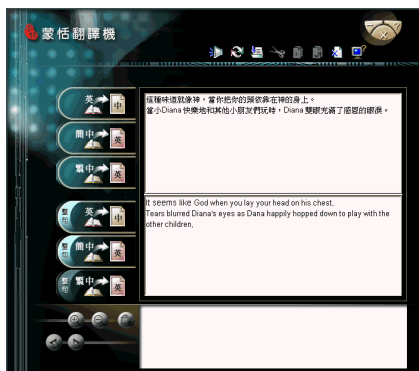 蒙恬翻譯機
英
中
簡中
英
繁中
英
整句
英
中
整句
簡中
英
整句
繁中
英
這種味道就像神，當你把你的頭依靠在神的身上。
當小Diana 快樂地和其他小朋友們玩時，Diana 雙眼充滿了感恩的眼淚。
It seems like God when you lay your head on his chest.
Tears blurred Diana's eyes as Dana happily hopped down to play with the
other children,